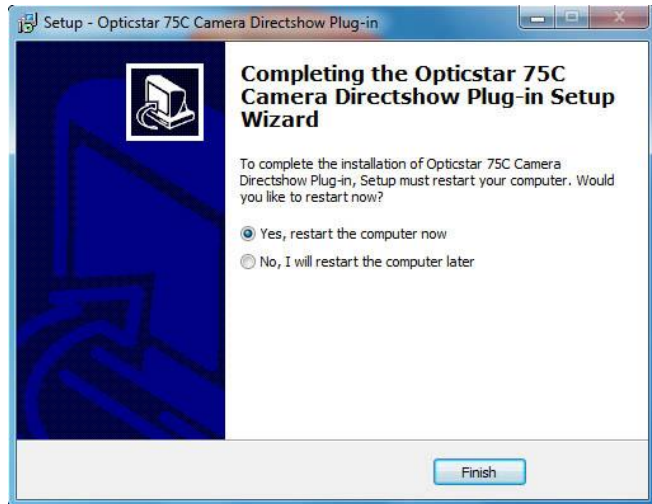 Setup - Opticstar 75C Camera Directshow Plug-in
Completing the Opticstar 75C
Camera Directshow Plug-in Setup
Wizard
To complete the installation of Opticstar 75C Camera
Directshow Plug-in, Setup must restart your computer. Would
you like to restart now?
Yes, restart the computer now
No, I will restart the computer later
Finish